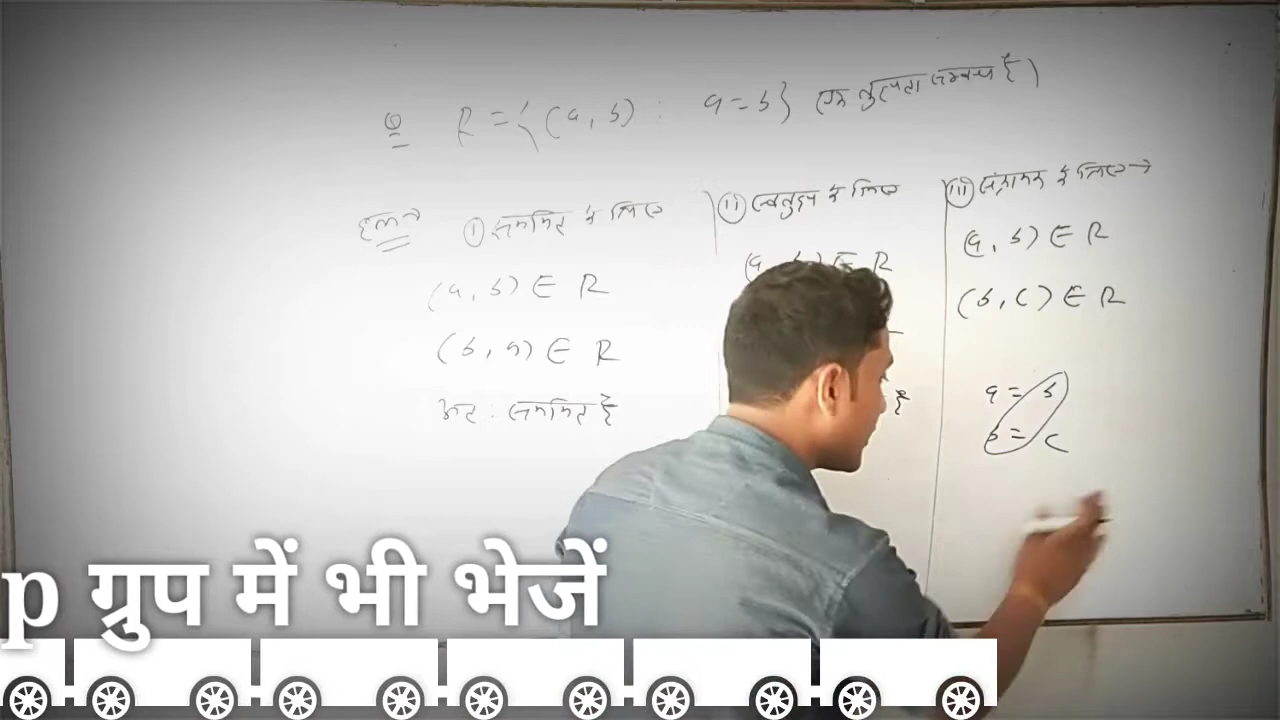 Q R = { (a, b) : a = b } एक तुल्यता सम्बन्ध है)
हल→
(i) सममित के लिए
(a, b) ∈ R
(b, a) ∈ R
अतः सममित है
(ii) स्वतुल्य के लिए
∈ R
है
(iii) संक्रामक के लिए→
(a, b) ∈ R
(b, c) ∈ R
a = b
b = c
p ग्रुप में भी भेजें